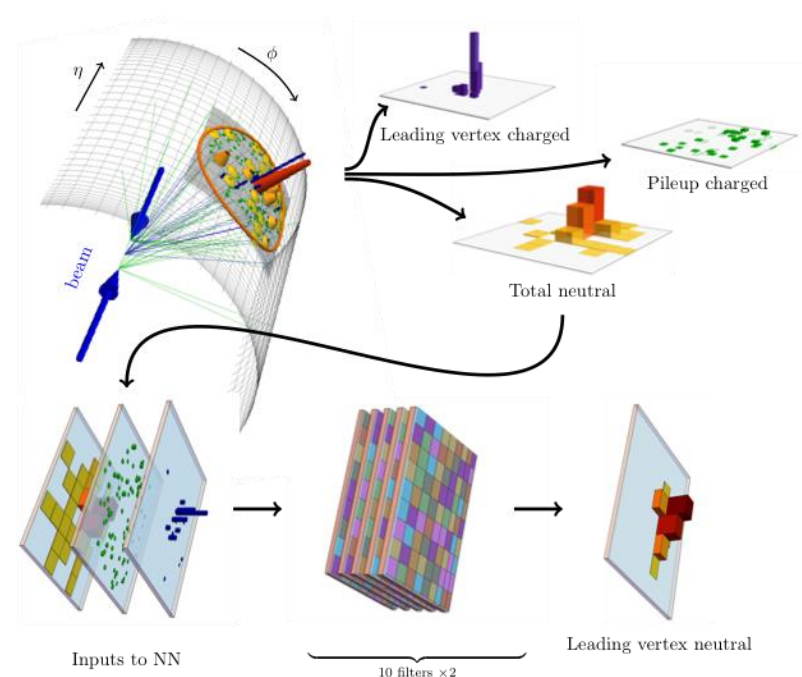 η
ϕ
Leading vertex charged
Pileup charged
beam
Total neutral
Inputs to NN
10 filters ×2
Leading vertex neutral